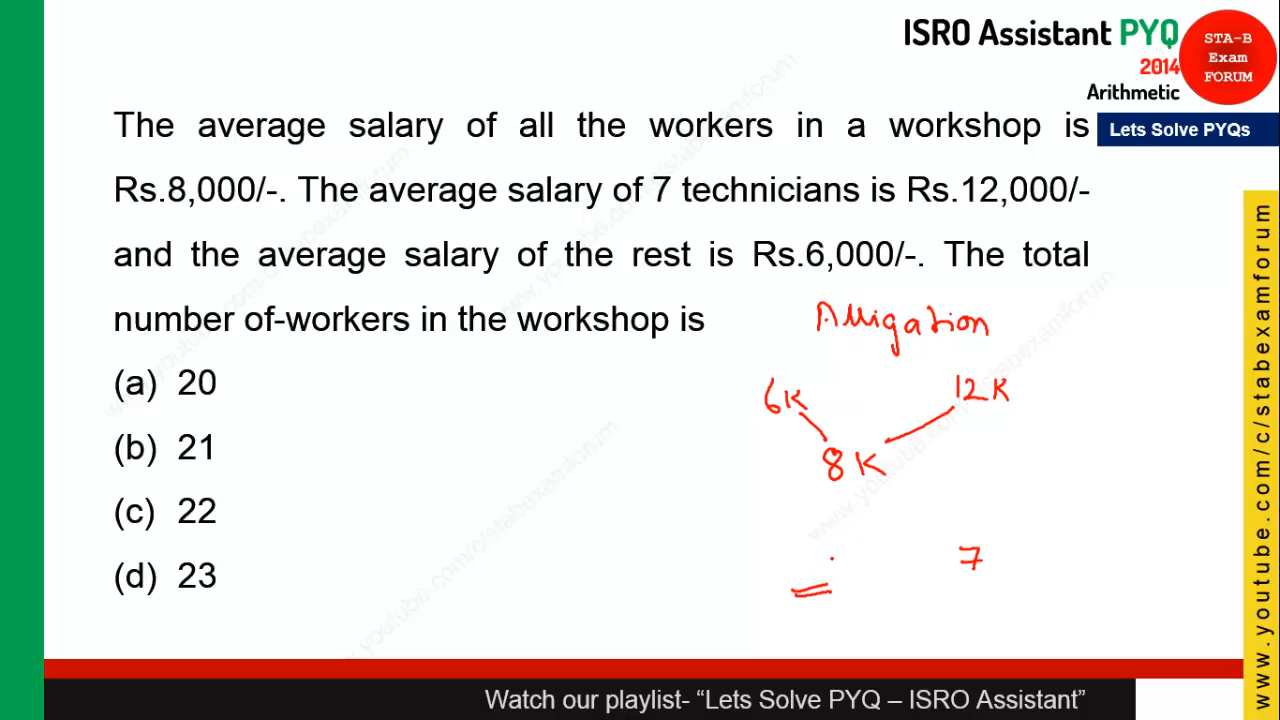 ISRO Assistant PYQ
2014
Arithmetic
STA-B
Exam
FORUM
Lets Solve PYQs
The average salary of all the workers in a workshop is
Rs.8,000/-. The average salary of 7 technicians is Rs.12,000/-
and the average salary of the rest is Rs.6,000/-. The total
number of-workers in the workshop is
Alligation
(a) 20
6K 12K
(b) 21
8K
(c) 22
7
(d) 23
www.youtube.com/c/stabexamforum
Watch our playlist- “Lets Solve PYQ – ISRO Assistant”